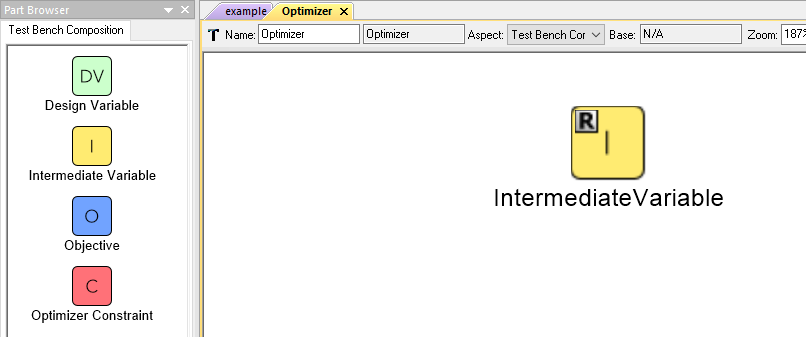 Part Browser
Test Bench Composition
DV
Design Variable
I
Intermediate Variable
O
Objective
C
Optimizer Constraint
example Optimizer
Name: Optimizer Optimizer Aspect: Test Bench Cor Base: N/A Zoom: 187%
R
I
IntermediateVariable